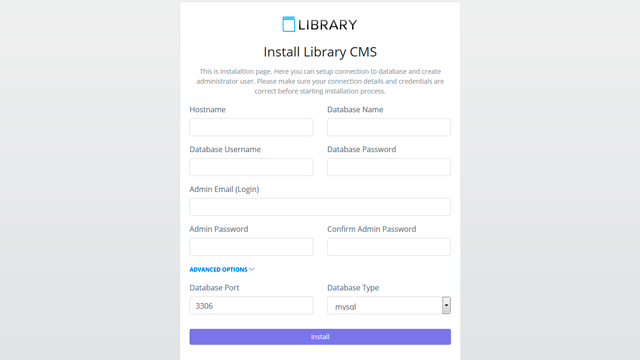 LIBRARY
Install Library CMS
This is instalaltion page. Here you can setup connection to database and create
administrator user. Please make sure your connection details and credentials are
correct before starting installation process.
Hostname
Database Name
Database Username
Database Password
Admin Email (Login)
Admin Password
Confirm Admin Password
ADVANCED OPTIONS
Database Port
Database Type
3306
mysql
Install